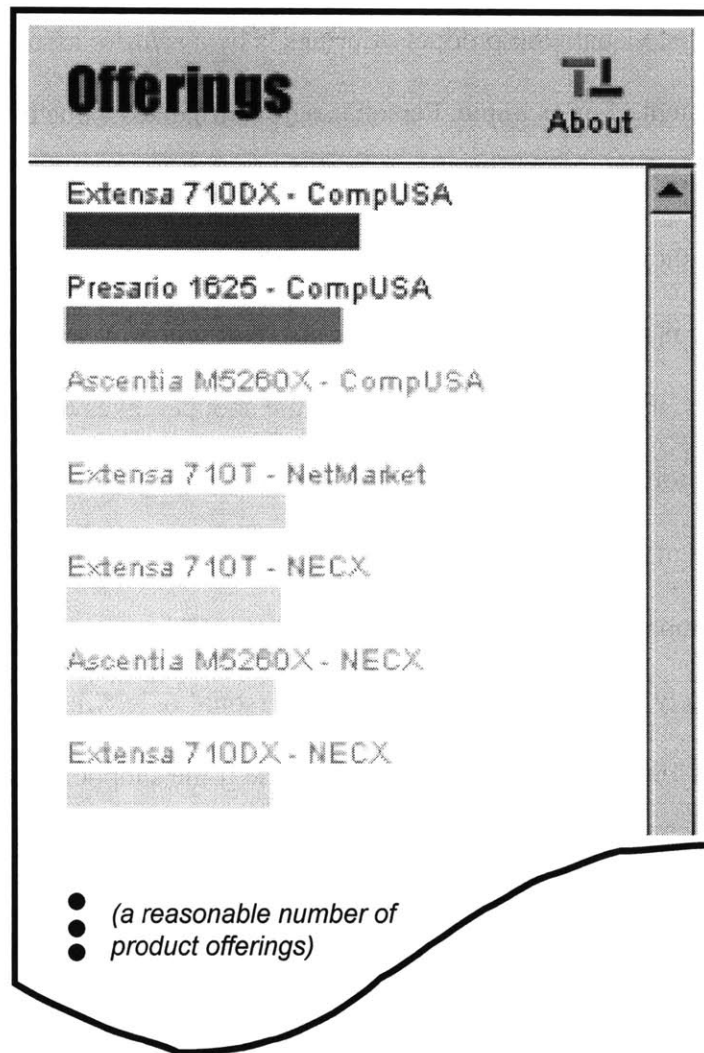 Offerings
About
Extensa 710DX - CompUSA
Presario 1625 - CompUSA
Ascentia M5260X - CompUSA
Extensa 710T - NetMarket
Extensa 710T - NECX
Ascentia M5260X - NECX
Extensa 710DX - NECX
(a reasonable number of
product offerings)